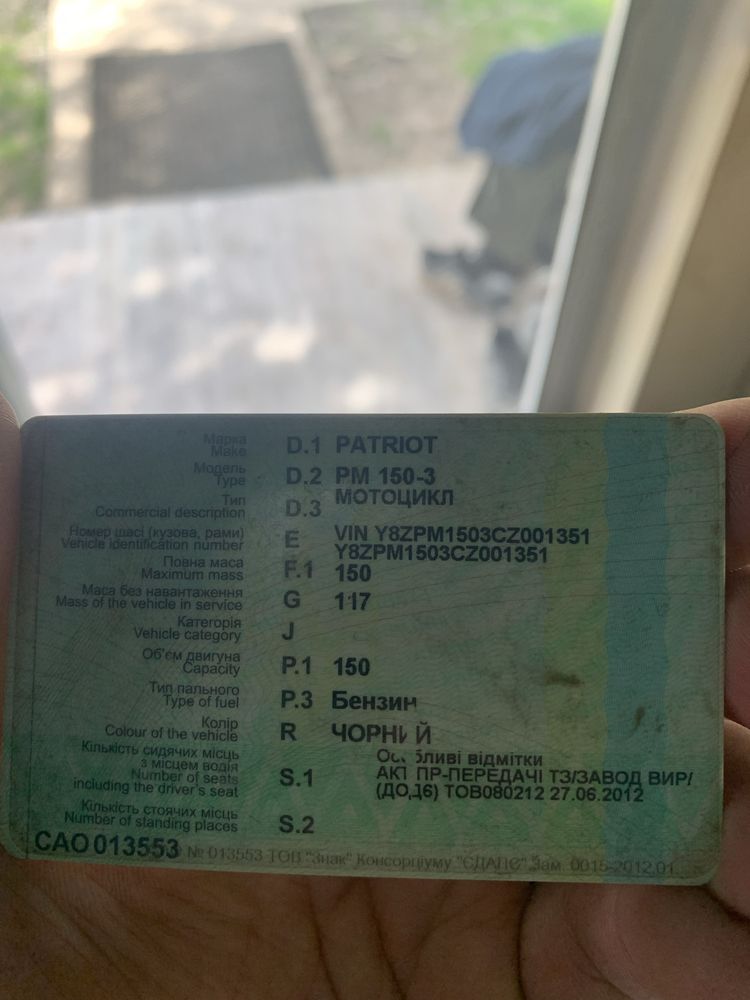 Марка
Make
D.1 PATRIOT
Модель
Type
D.2 PM 150-3
Тип
Commercial description
D.3 МОТОЦИКЛ
Номер шасі (кузова, рами)
Vehicle identification number
E VIN Y8ZPM1503CZ001351
Y8ZPM1503CZ001351
Повна маса
Maximum mass
F.1 150
Маса без навантаження
Mass of the vehicle in service
G 117
Категорія
Vehicle category
J
Об'єм двигуна
Capacity
P.1 150
Тип пального
Type of fuel
P.3 Бензин
Колір
Colour of the vehicle
R ЧОРНИЙ
Кількість сидячих місць
з місцем водія
Number of seats
including the driver's seat
S.1
Особливі відмітки
АКТ ПР-ПЕРЕДАЧІ ТЗ/ЗАВОД ВИР/
ТОВ080212 27.06.2012
Кількість стоячих місць
Number of standing places
S.2
САО 013553
№ 013553 ТОВ "Знак" Консорціуму "ЄДАПС" Зам. 0015-2012.01.